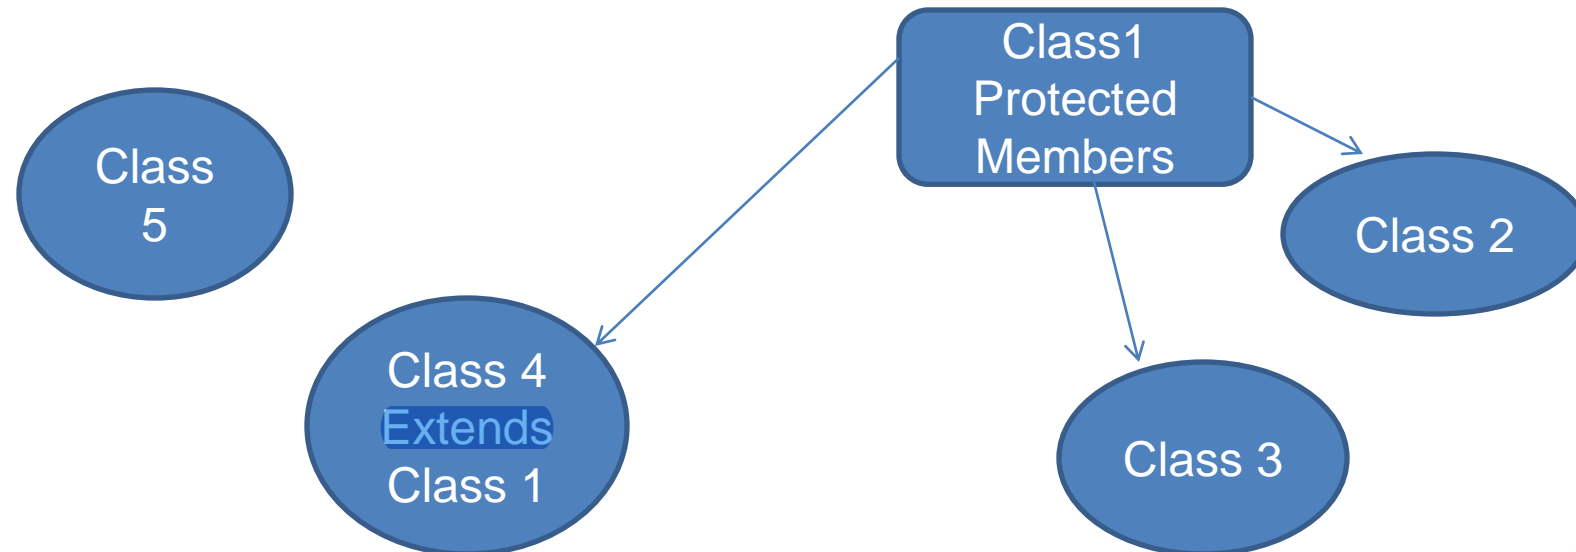 Class1
Protected
Members
Class
5
Class 2
Class 4
Extends
Class 1
Class 3